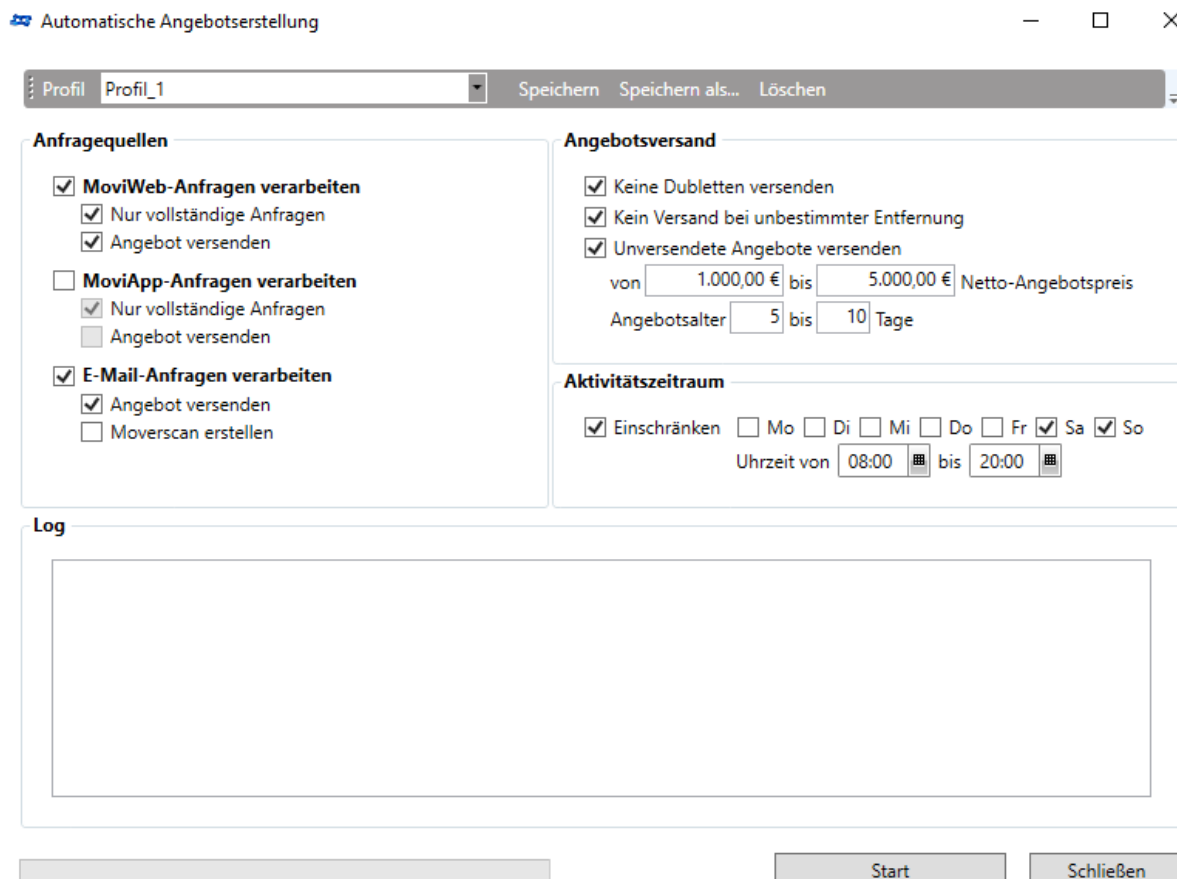 Automatische Angebotserstellung
Profil Profil_1 Speichern Speichern als... Löschen
Anfragequellen
MoviWeb-Anfragen verarbeiten
Nur vollständige Anfragen
Angebot versenden
MoviApp-Anfragen verarbeiten
Nur vollständige Anfragen
Angebot versenden
E-Mail-Anfragen verarbeiten
Angebot versenden
Moverscan erstellen
Angebotsversand
Keine Dubletten versenden
Kein Versand bei unbestimmter Entfernung
Unversendete Angebote versenden
von 1.000,00 € bis 5.000,00 € Netto-Angebotspreis
Angebotsalter 5 bis 10 Tage
Aktivitätszeitraum
Einschränken Mo Di Mi Do Fr Sa So
Uhrzeit von 08:00 bis 20:00
Log
Start Schließen